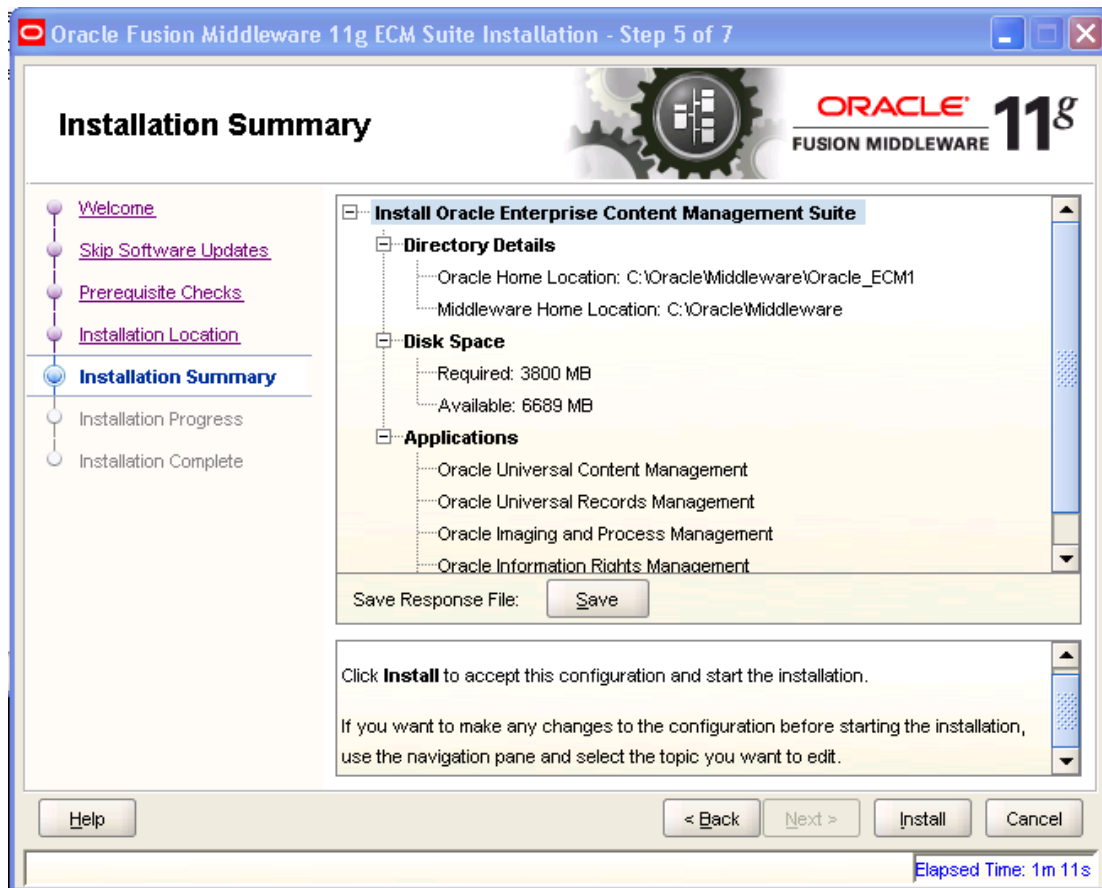 Oracle Fusion Middleware 11g ECM Suite Installation - Step 5 of 7
Installation Summary
ORACLE
FUSION MIDDLEWARE
11g
Welcome
Skip Software Updates
Prerequisite Checks
Installation Location
Installation Summary
Installation Progress
Installation Complete
Install Oracle Enterprise Content Management Suite
Directory Details
Oracle Home Location: C:\Oracle\Middleware\Oracle_ECM1
Middleware Home Location: C:\Oracle\Middleware
Disk Space
Required: 3800 MB
Available: 6689 MB
Applications
Oracle Universal Content Management
Oracle Universal Records Management
Oracle Imaging and Process Management
Oracle Information Rights Management
Save Response File:
Save
Click Install to accept this configuration and start the installation.
If you want to make any changes to the configuration before starting the installation,
use the navigation pane and select the topic you want to edit.
Help
< Back
Next >
Install
Cancel
Elapsed Time: 1m 11s